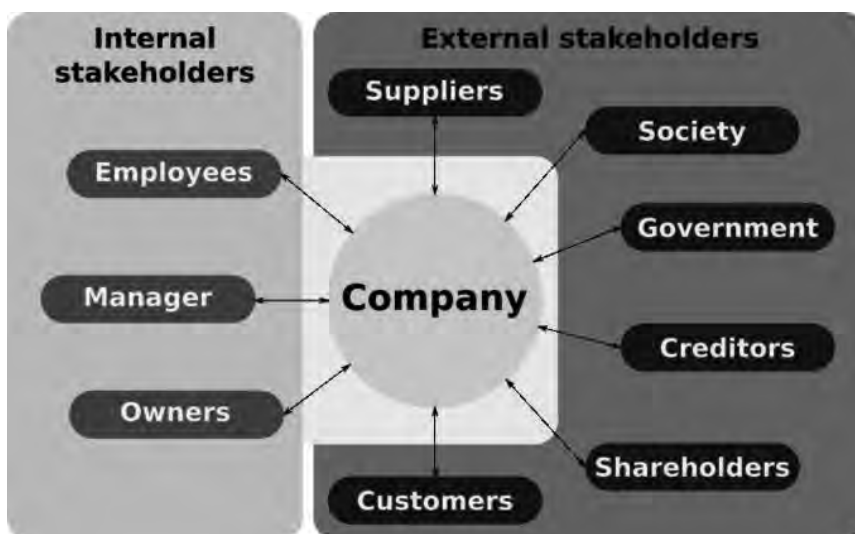 Internal
stakeholders
External stakeholders
Suppliers
Society
Employees
Government
Manager
Company
Creditors
Owners
Shareholders
Customers